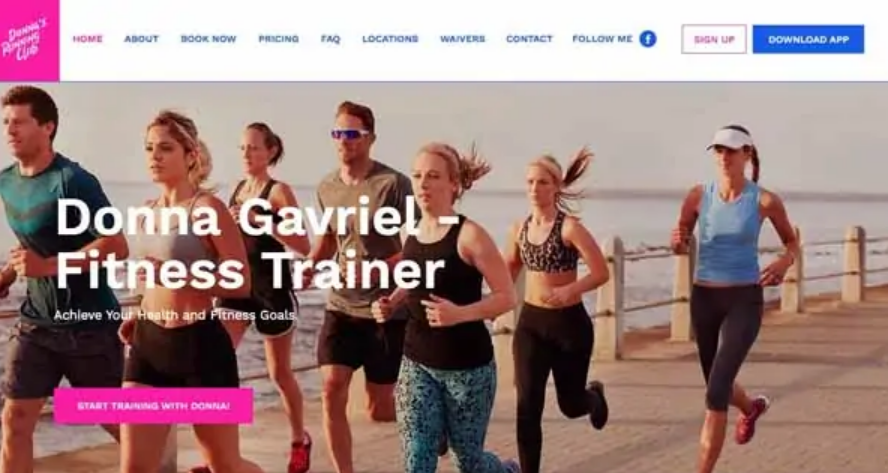 Donna's
Running
Club
HOME ABOUT BOOK NOW PRICING FAQ LOCATIONS WAIVERS CONTACT FOLLOW ME f SIGN UP DOWNLOAD APP
Donna Gavriel -
Fitness Trainer
Achieve Your Health and Fitness Goals.
START TRAINING WITH DONNA!